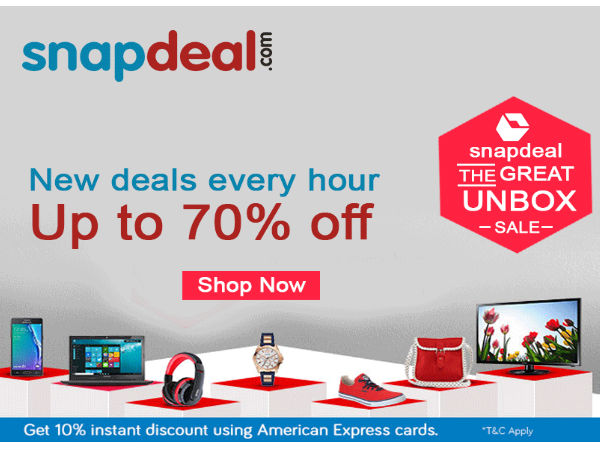 snapdeal.com
New deals every hour
Up to 70% off
Shop Now
snapdeal
THE GREAT
UNBOX
SALE
Get 10% instant discount using American Express cards. *T&C Apply